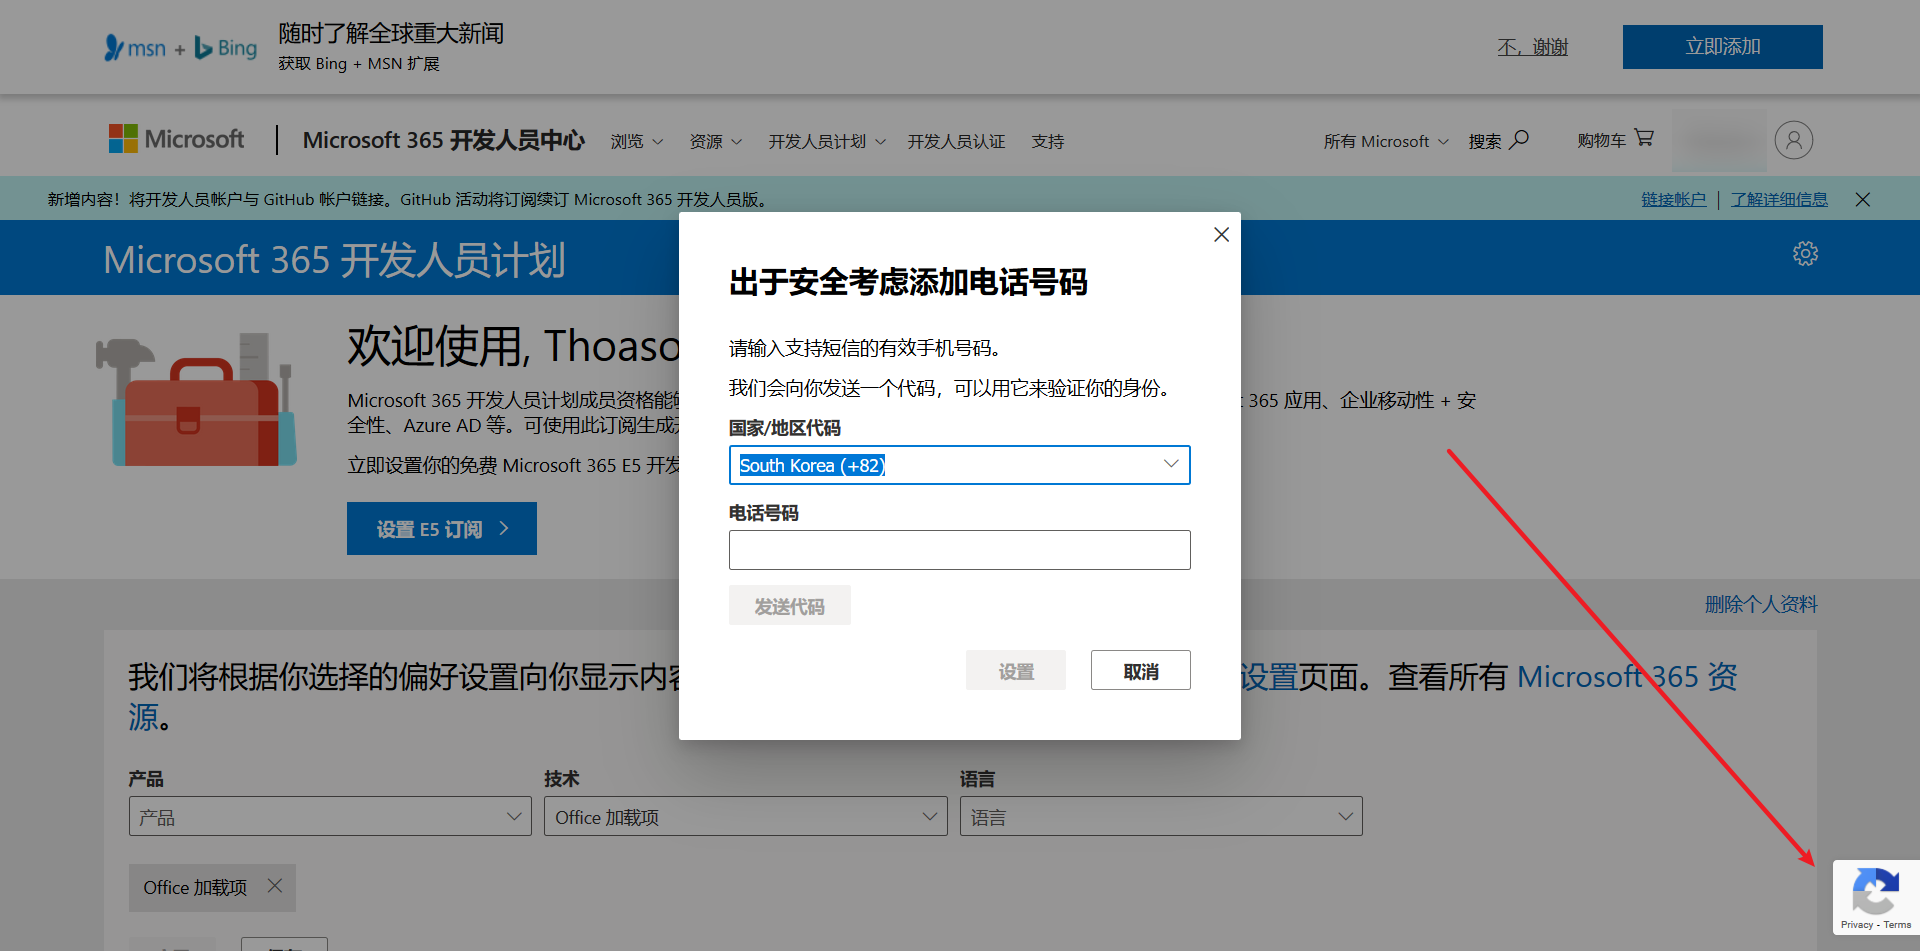 msn + Bing
随时了解全球重大新闻
获取 Bing + MSN 扩展
不，谢谢
立即添加
Microsoft
Microsoft 365 开发人员中心
浏览
资源
开发人员计划
开发人员认证
支持
所有 Microsoft
搜索
购物车
新增内容！将开发人员帐户与 GitHub 帐户链接。GitHub 活动将订阅续订 Microsoft 365 开发人员版。
链接帐户
了解详细信息
Microsoft 365 开发人员计划
欢迎使用, Thoaso
Microsoft 365 开发人员计划成员资格能够
365 应用、企业移动性 + 安
全性、Azure AD 等。可使用此订阅生成
立即设置你的免费 Microsoft 365 E5 开发
设置 E5 订阅
出于安全考虑添加电话号码
请输入支持短信的有效手机号码。
我们会向你发送一个代码，可以用它来验证你的身份。
国家/地区代码
South Korea (+82)
电话号码
发送代码
设置
取消
删除个人资料
我们将根据你选择的偏好设置向你显示内容
设置页面。查看所有 Microsoft 365 资
源。
产品
技术
语言
产品
Office 加载项
语言
Office 加载项
Privacy - Terms